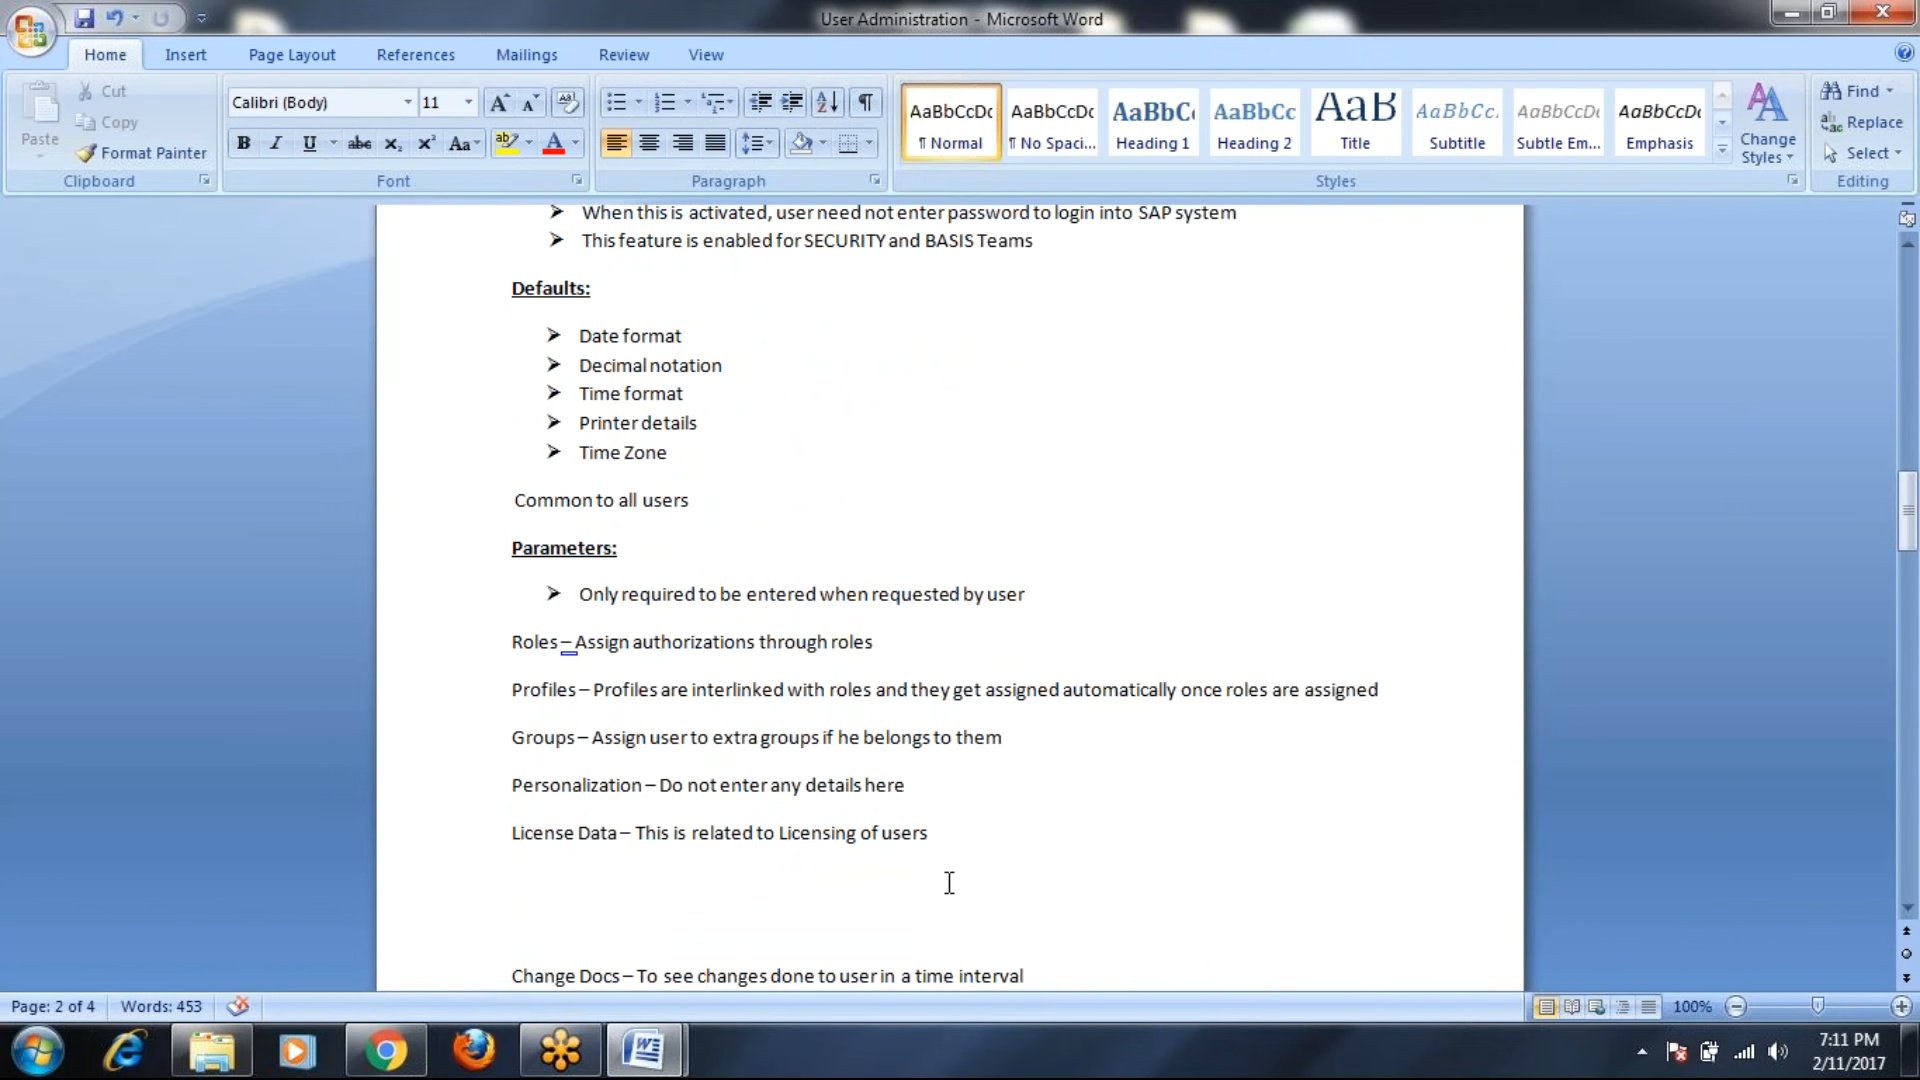 User Administration - Microsoft Word
Home Insert Page Layout References Mailings Review View
Paste
Cut
Copy
Format Painter
Clipboard
Calibri (Body) 11
Font
Paragraph
AaBbCcDc AaBbCcDc AaBbC AaBbCc AaB AaBbCc. AaBbCcDc AaBbCcDc
¶ Normal ¶ No Spaci... Heading 1 Heading 2 Title Subtitle Subtle Em... Emphasis
Change
Styles
Styles
Find
Replace
Select
Editing
When this is activated, user need not enter password to login into SAP system
This feature is enabled for SECURITY and BASIS Teams
Defaults:
Date format
Decimal notation
Time format
Printer details
Time Zone
Common to all users
Parameters:
Only required to be entered when requested by user
Roles – Assign authorizations through roles
Profiles – Profiles are interlinked with roles and they get assigned automatically once roles are assigned
Groups – Assign user to extra groups if he belongs to them
Personalization – Do not enter any details here
License Data – This is related to Licensing of users
Change Docs – To see changes done to user in a time interval
Page: 2 of 4 Words: 453 100%
7:11 PM
2/11/2017